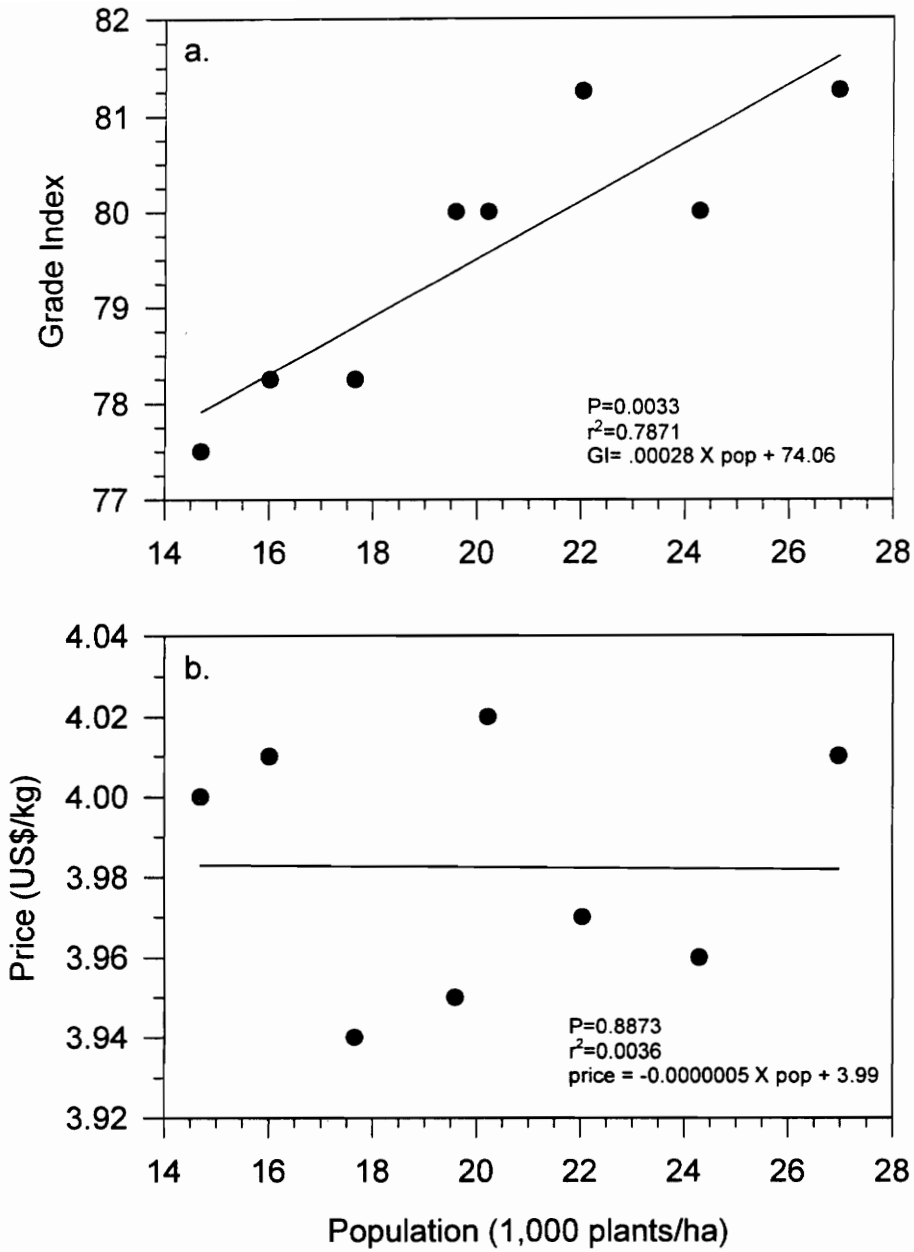 82
81
80
79
78
77
Grade Index
a.
P=0.0033
r²=0.7871
GI= .00028 X pop + 74.06
14 16 18 20 22 24 26 28
4.04
4.02
4.00
3.98
3.96
3.94
3.92
Price (US$/kg)
b.
P=0.8873
r²=0.0036
price = -0.0000005 X pop + 3.99
14 16 18 20 22 24 26 28
Population (1,000 plants/ha)